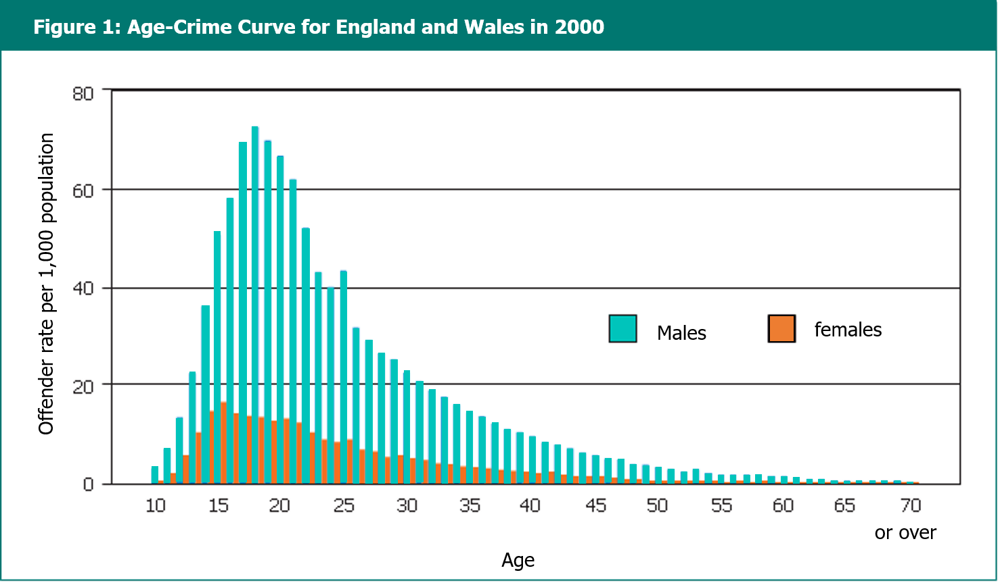 Figure 1: Age-Crime Curve for England and Wales in 2000
Offender rate per 1,000 population
80
60
40
20
0
Males
females
10 15 20 25 30 35 40 45 50 55 60 65 70
or over
Age